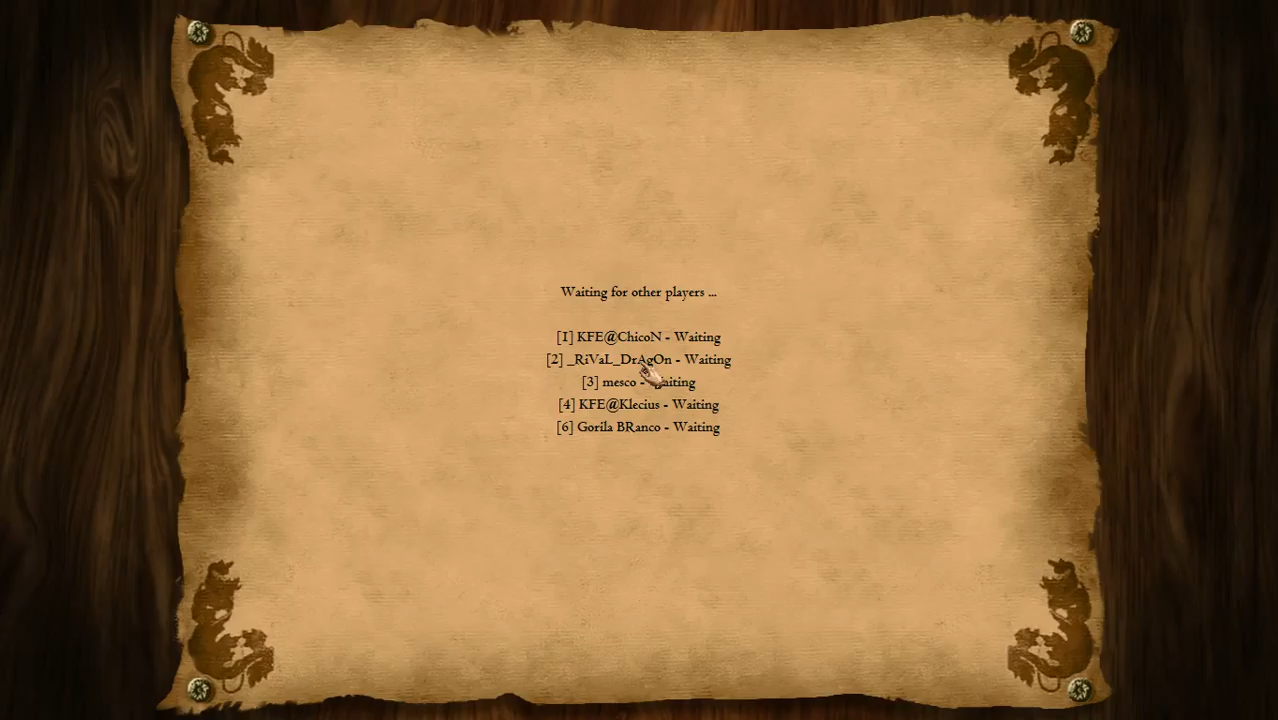 Waiting for other players ...
[1] KFE@ChicoN - Waiting
[2] _RiVaL_DrAgOn - Waiting
[3] mesco - Waiting
[4] KFE@Klecius - Waiting
[6] Gorila BRanco - Waiting